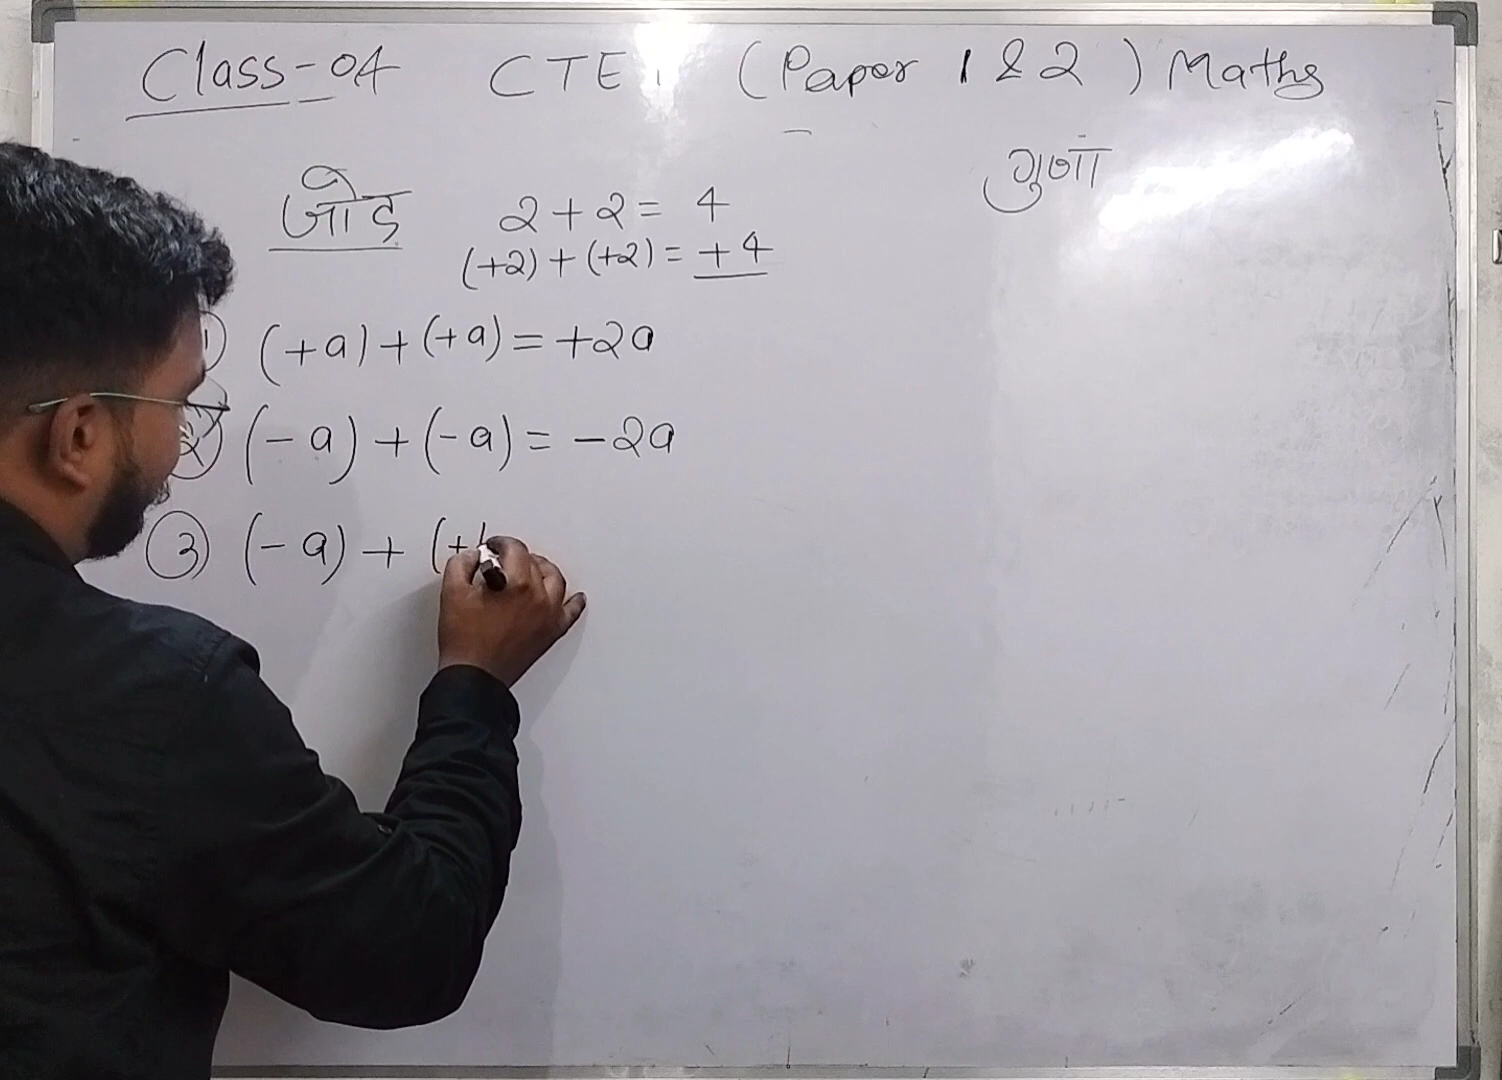 Class-04 CTET (Paper 1 & 2) Maths
जोड़ 2+2= 4
(+2)+(+2)= +4
गुणा
① (+a)+(+a)=+2a
② (-a)+(-a)=-2a
③ (-a)+(+